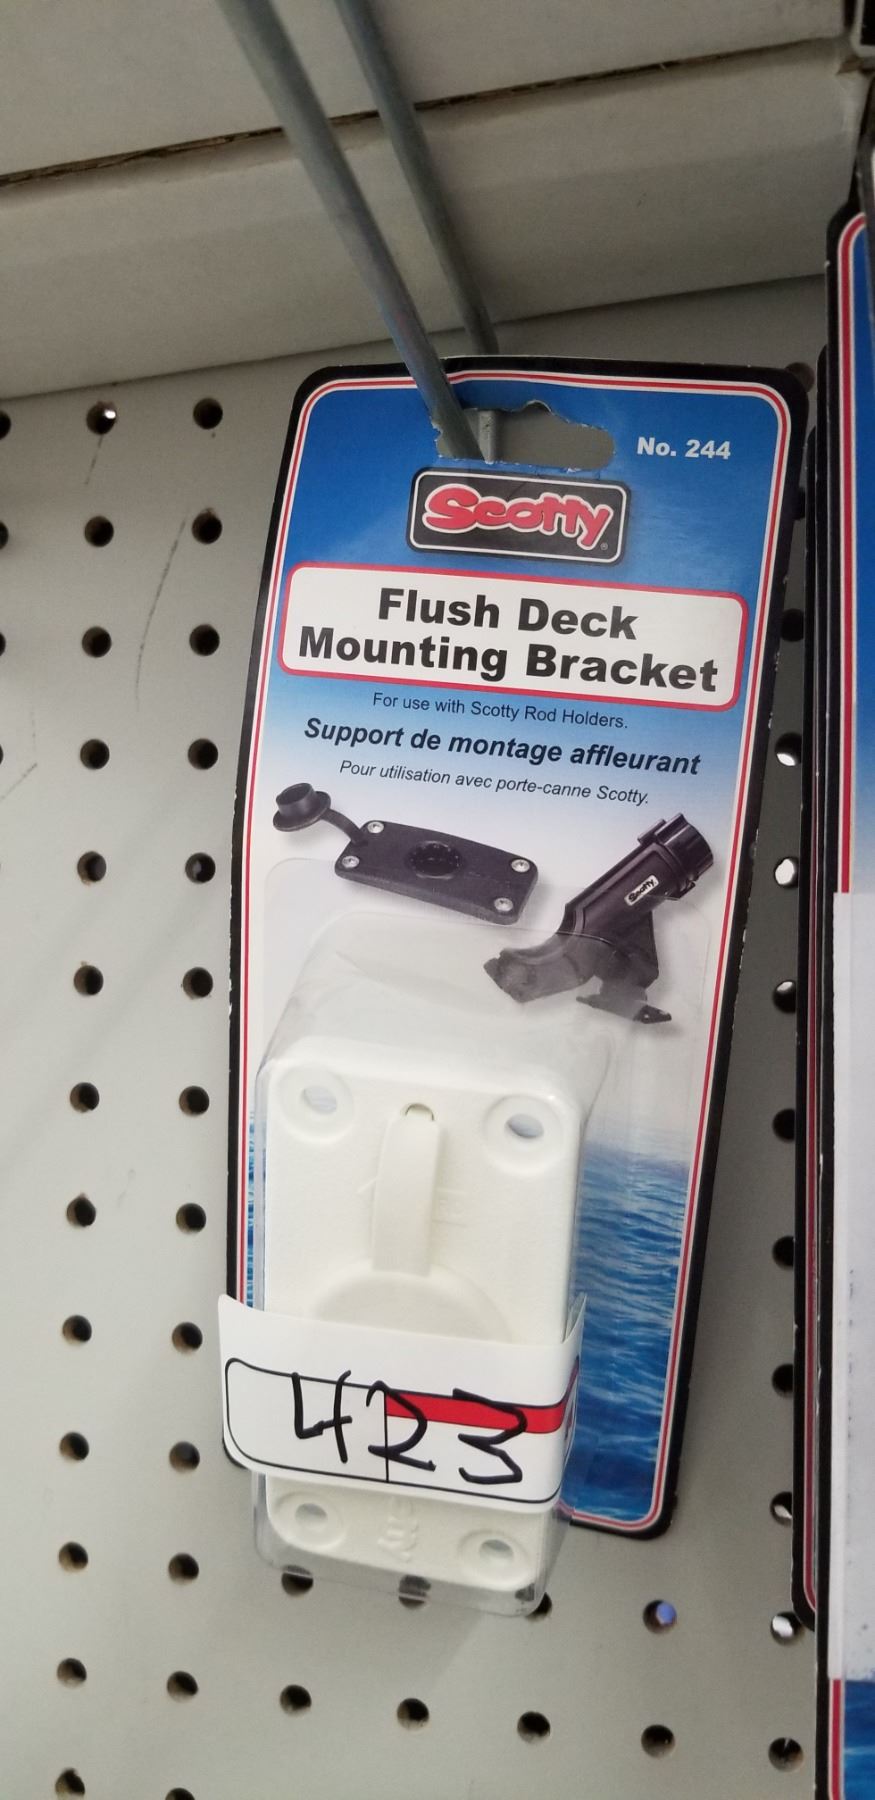 No. 244
Scotty
Flush Deck
Mounting Bracket
For use with Scotty Rod Holders.
Support de montage affleurant
Pour utilisation avec porte-canne Scotty.
Scotty
423